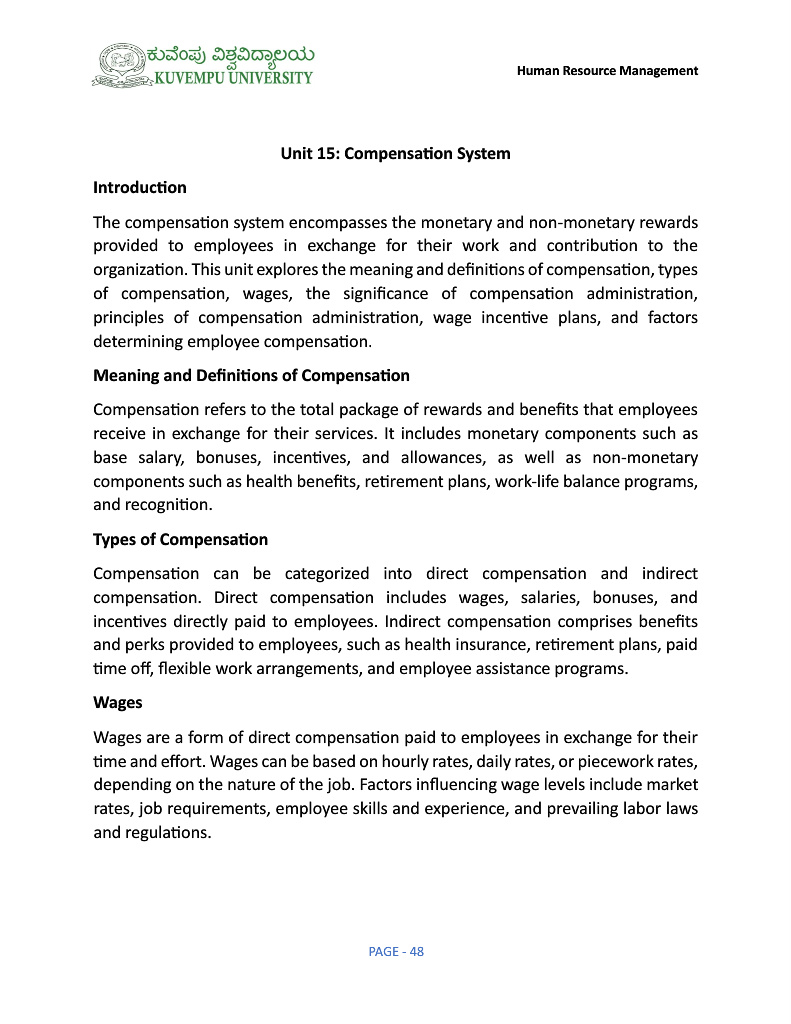 ಕುವೆಂಪು ವಿಶ್ವವಿದ್ಯಾಲಯ
KUVEMPU UNIVERSITY
Human Resource Management
Unit 15: Compensation System
Introduction
The compensation system encompasses the monetary and non-monetary rewards
provided to employees in exchange for their work and contribution to the
organization. This unit explores the meaning and definitions of compensation, types
of compensation, wages, the significance of compensation administration,
principles of compensation administration, wage incentive plans, and factors
determining employee compensation.
Meaning and Definitions of Compensation
Compensation refers to the total package of rewards and benefits that employees
receive in exchange for their services. It includes monetary components such as
base salary, bonuses, incentives, and allowances, as well as non-monetary
components such as health benefits, retirement plans, work-life balance programs,
and recognition.
Types of Compensation
Compensation can be categorized into direct compensation and indirect
compensation. Direct compensation includes wages, salaries, bonuses, and
incentives directly paid to employees. Indirect compensation comprises benefits
and perks provided to employees, such as health insurance, retirement plans, paid
time off, flexible work arrangements, and employee assistance programs.
Wages
Wages are a form of direct compensation paid to employees in exchange for their
time and effort. Wages can be based on hourly rates, daily rates, or piecework rates,
depending on the nature of the job. Factors influencing wage levels include market
rates, job requirements, employee skills and experience, and prevailing labor laws
and regulations.
PAGE - 48